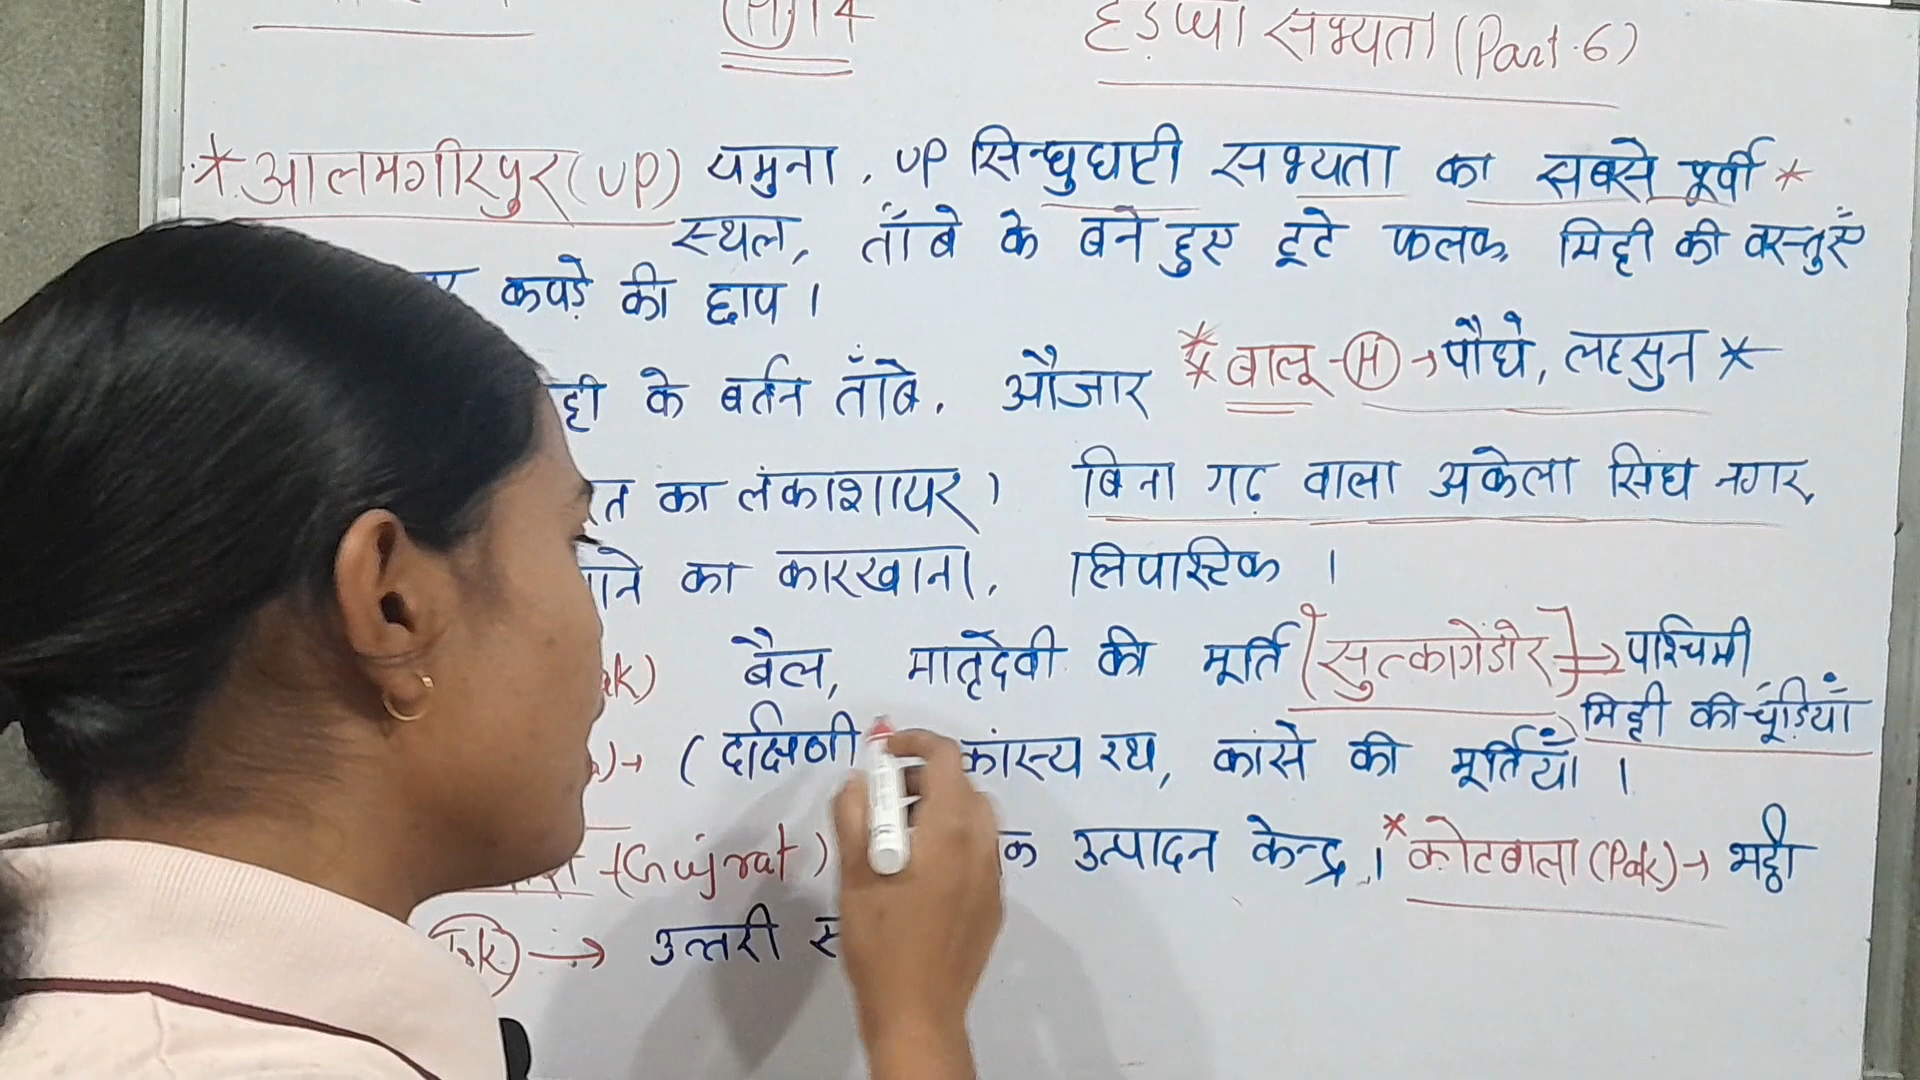 हड़प्पा सभ्यता (Part.6)
* आलमगीरपुर (UP) यमुना, UP सिन्धुघाटी सभ्यता का सबसे पूर्वी *
स्थल, ताँबे के बने हुए टूटे फलक, मिट्टी की वस्तुएँ
कपड़े की छाप ।
के बर्तन ताँबे, औजार * बालू - (H) → पौधे, लहसुन *
का लंकाशायर) बिना गढ़ वाला अकेला सिंध नगर,
का कारखाना, लिपास्टिक ।
बैल, मातृदेवी की मूर्ति [सुत्कागेंडोर] → पश्चिमी
मिट्टी की चूंड़ियाँ
→ (दक्षिणी कांस्य रथ, कांसे की मूर्तियाँ ।
-(Gujrat) उत्पादन केन्द्र । * कोटबाला (Pak) → भट्ठी
→ उत्तरी